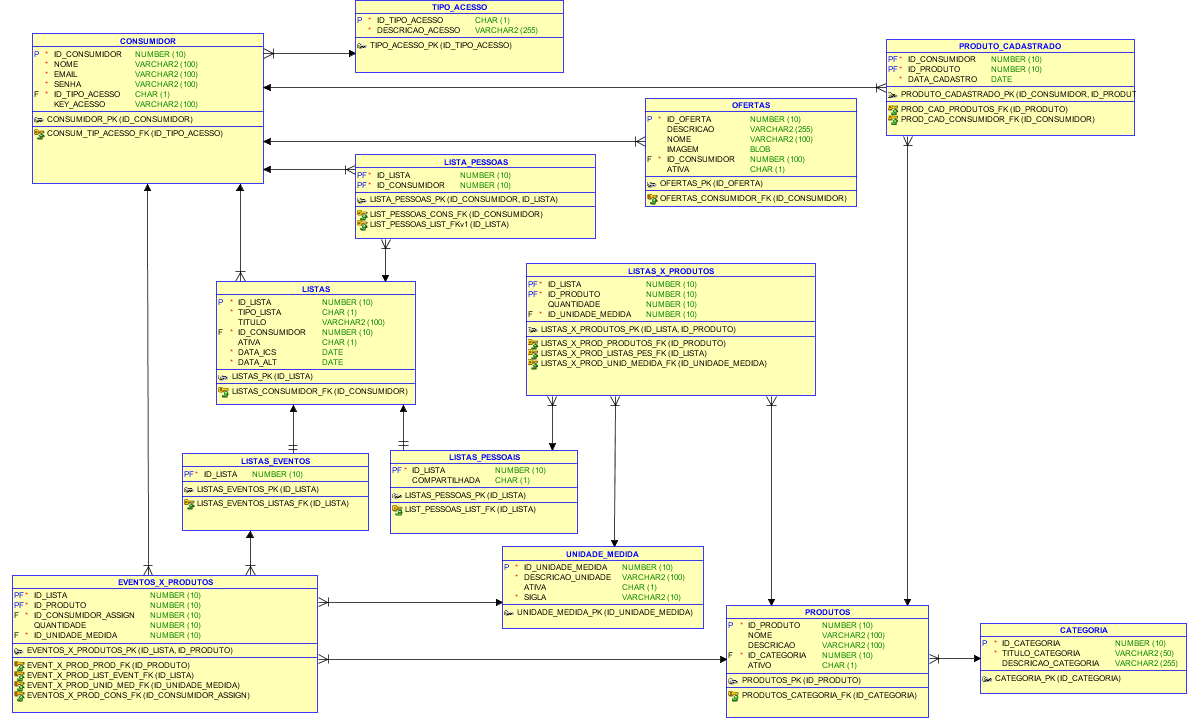 TIPO_ACESSO
P * ID_TIPO_ACESSO CHAR (1)
* DESCRICAO_ACESSO VARCHAR2 (255)
TIPO_ACESSO_PK (ID_TIPO_ACESSO)
CONSUMIDOR
P * ID_CONSUMIDOR NUMBER (10)
* NOME VARCHAR2 (100)
* EMAIL VARCHAR2 (100)
* SENHA VARCHAR2 (100)
F * ID_TIPO_ACESSO CHAR (1)
KEY_ACESSO VARCHAR2 (100)
CONSUMIDOR_PK (ID_CONSUMIDOR)
CONSUM_TIP_ACESSO_FK (ID_TIPO_ACESSO)
PRODUTO_CADASTRADO
PF * ID_CONSUMIDOR NUMBER (10)
PF * ID_PRODUTO NUMBER (10)
* DATA_CADASTRO DATE
PRODUTO_CADASTRADO_PK (ID_CONSUMIDOR, ID_PRODUT
PROD_CAD_PRODUTOS_FK (ID_PRODUTO)
PROD_CAD_CONSUMIDOR_FK (ID_CONSUMIDOR)
OFERTAS
P * ID_OFERTA NUMBER (10)
DESCRICAO VARCHAR2 (255)
NOME VARCHAR2 (100)
IMAGEM BLOB
F * ID_CONSUMIDOR NUMBER (100)
ATIVA CHAR (1)
OFERTAS_PK (ID_OFERTA)
OFERTAS_CONSUMIDOR_FK (ID_CONSUMIDOR)
LISTA_PESSOAS
PF * ID_LISTA NUMBER (10)
PF * ID_CONSUMIDOR NUMBER (10)
LISTA_PESSOAS_PK (ID_CONSUMIDOR, ID_LISTA)
LIST_PESSOAS_CONS_FK (ID_CONSUMIDOR)
LIST_PESSOAS_LIST_FKv1 (ID_LISTA)
LISTAS_X_PRODUTOS
PF * ID_LISTA NUMBER (10)
PF * ID_PRODUTO NUMBER (10)
QUANTIDADE NUMBER (10)
F * ID_UNIDADE_MEDIDA NUMBER (10)
LISTAS_X_PRODUTOS_PK (ID_LISTA, ID_PRODUTO)
LISTAS_X_PROD_PRODUTOS_FK (ID_PRODUTO)
LISTAS_X_PROD_LISTAS_PES_FK (ID_LISTA)
LISTAS_X_PROD_UNID_MEDIDA_FK (ID_UNIDADE_MEDIDA)
LISTAS
P * ID_LISTA NUMBER (10)
* TIPO_LISTA CHAR (1)
TITULO VARCHAR2 (100)
F * ID_CONSUMIDOR NUMBER (10)
ATIVA CHAR (1)
* DATA_ICS DATE
* DATA_ALT DATE
LISTAS_PK (ID_LISTA)
LISTAS_CONSUMIDOR_FK (ID_CONSUMIDOR)
LISTAS_EVENTOS
PF * ID_LISTA NUMBER (10)
LISTAS_EVENTOS_PK (ID_LISTA)
LISTAS_EVENTOS_LISTAS_FK (ID_LISTA)
LISTAS_PESSOAIS
PF * ID_LISTA NUMBER (10)
COMPARTILHADA CHAR (1)
LISTAS_PESSOAS_PK (ID_LISTA)
LIST_PESSOAS_LIST_FK (ID_LISTA)
UNIDADE_MEDIDA
P * ID_UNIDADE_MEDIDA NUMBER (10)
* DESCRICAO_UNIDADE VARCHAR2 (100)
ATIVA CHAR (1)
* SIGLA VARCHAR2 (10)
UNIDADE_MEDIDA_PK (ID_UNIDADE_MEDIDA)
EVENTOS_X_PRODUTOS
PF * ID_LISTA NUMBER (10)
PF * ID_PRODUTO NUMBER (10)
F * ID_CONSUMIDOR_ASSIGN NUMBER (10)
QUANTIDADE NUMBER (10)
F * ID_UNIDADE_MEDIDA NUMBER (10)
EVENTOS_X_PRODUTOS_PK (ID_LISTA, ID_PRODUTO)
EVENT_X_PROD_PROD_FK (ID_PRODUTO)
EVENT_X_PROD_LIST_EVENT_FK (ID_LISTA)
EVENT_X_PROD_UNID_MED_FK (ID_UNIDADE_MEDIDA)
EVENTOS_X_PROD_CONS_FK (ID_CONSUMIDOR_ASSIGN)
PRODUTOS
P * ID_PRODUTO NUMBER (10)
NOME VARCHAR2 (100)
DESCRICAO VARCHAR2 (100)
F * ID_CATEGORIA NUMBER (10)
ATIVO CHAR (1)
PRODUTOS_PK (ID_PRODUTO)
PRODUTOS_CATEGORIA_FK (ID_CATEGORIA)
CATEGORIA
P * ID_CATEGORIA NUMBER (10)
* TITULO_CATEGORIA VARCHAR2 (50)
DESCRICAO_CATEGORIA VARCHAR2 (255)
CATEGORIA_PK (ID_CATEGORIA)